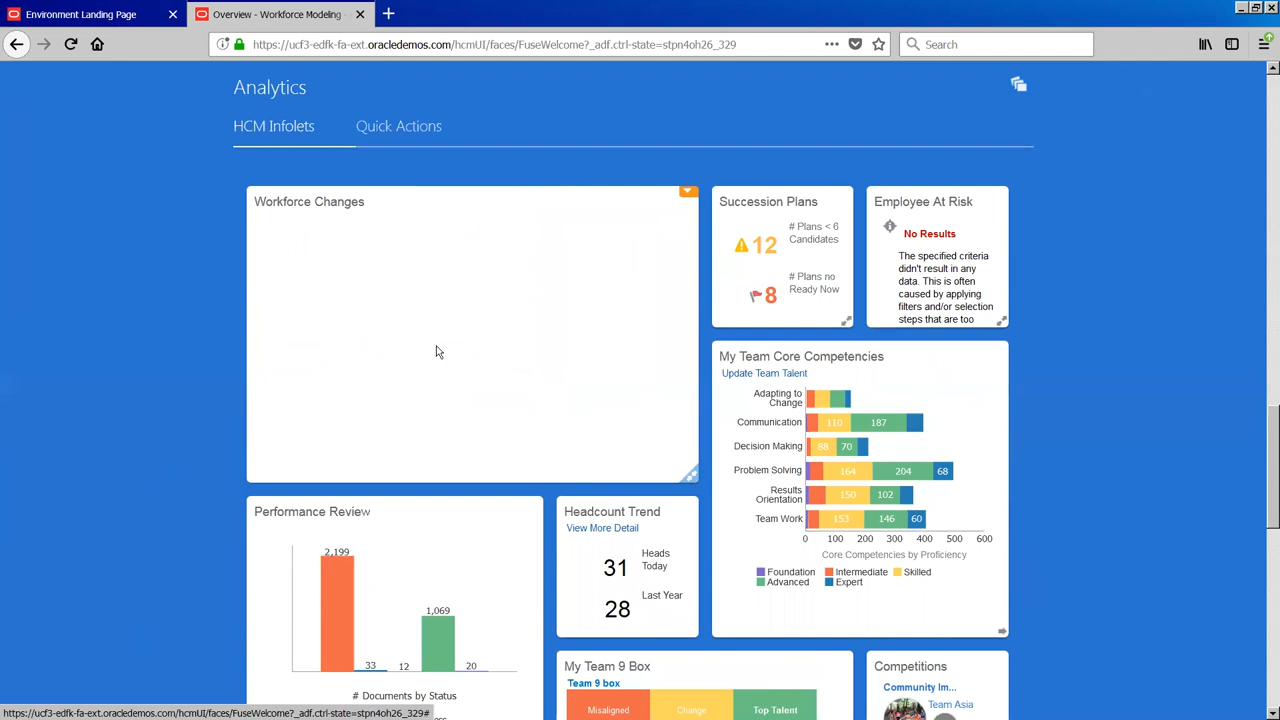 Environment Landing Page
Overview - Workforce Modeling -
https://ucf3-edfk-fa-ext.oracledemos.com/hcmUI/faces/FuseWelcome?_adf.ctrl-state=stpn4oh26_329
Search
Analytics
HCM Infolets
Quick Actions
Workforce Changes
Succession Plans
12
# Plans < 6
Candidates
8
# Plans no
Ready Now
Employee At Risk
No Results
The specified criteria
didn't result in any
data. This is often
caused by applying
filters and/or selection
steps that are too
My Team Core Competencies
Update Team Talent
Adapting to
Change
Communication 110 187
Decision Making 88 70
Problem Solving 164 204 68
Results
Orientation
150 102
Team Work 153 146 60
0 100 200 300 400 500 600
Core Competencies by Proficiency
Foundation Intermediate Skilled
Advanced Expert
Performance Review
2,199
33
12
1,069
20
# Documents by Status
Headcount Trend
View More Detail
31
Heads
Today
28
Last Year
My Team 9 Box
Team 9 box
Misaligned Change Top Talent
Competitions
Community Im...
Team Asia
https://ucf3-edfk-fa-ext.oracledemos.com/hcmUI/faces/FuseWelcome?_adf.ctrl-state=stpn4oh26_329#